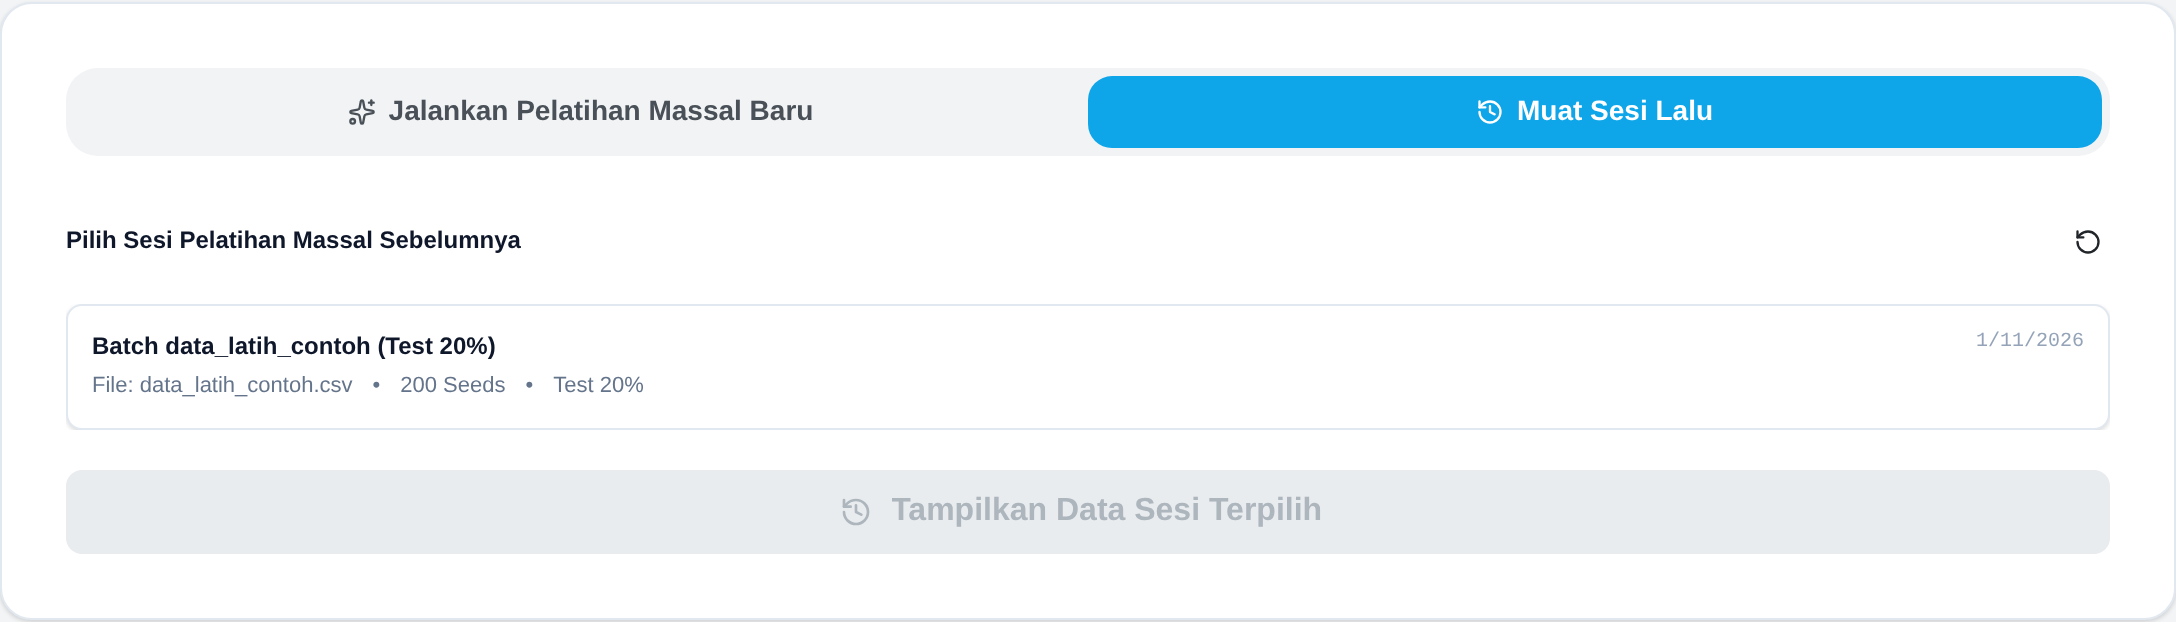 Jalankan Pelatihan Massal Baru
Muat Sesi Lalu
Pilih Sesi Pelatihan Massal Sebelumnya
Batch data_latih_contoh (Test 20%)
1/11/2026
File: data_latih_contoh.csv • 200 Seeds • Test 20%
Tampilkan Data Sesi Terpilih